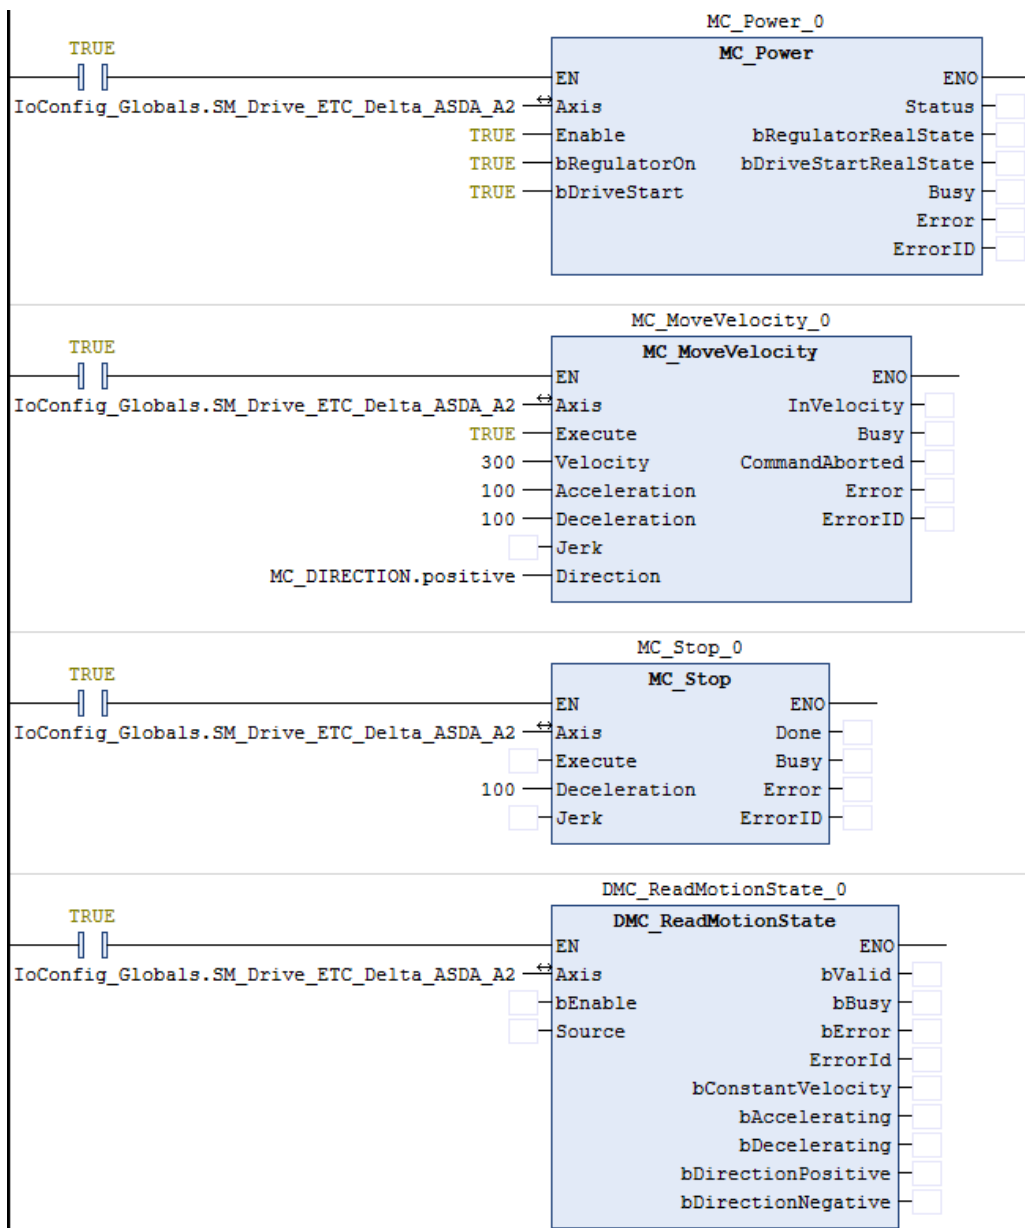 MC_Power_0
TRUE
MC_Power
EN ENO
IoConfig_Globals.SM_Drive_ETC_Delta_ASDA_A2 Axis Status
TRUE Enable bRegulatorRealState
TRUE bRegulatorOn bDriveStartRealState
TRUE bDriveStart Busy
Error
ErrorID
MC_MoveVelocity_0
TRUE
MC_MoveVelocity
EN ENO
IoConfig_Globals.SM_Drive_ETC_Delta_ASDA_A2 Axis InVelocity
TRUE Execute Busy
300 Velocity CommandAborted
100 Acceleration Error
100 Deceleration ErrorID
Jerk
MC_DIRECTION.positive Direction
MC_Stop_0
TRUE
MC_Stop
EN ENO
IoConfig_Globals.SM_Drive_ETC_Delta_ASDA_A2 Axis Done
Execute Busy
100 Deceleration Error
Jerk ErrorID
DMC_ReadMotionState_0
TRUE
DMC_ReadMotionState
EN ENO
IoConfig_Globals.SM_Drive_ETC_Delta_ASDA_A2 Axis bValid
bEnable bBusy
Source bError
ErrorId
bConstantVelocity
bAccelerating
bDecelerating
bDirectionPositive
bDirectionNegative